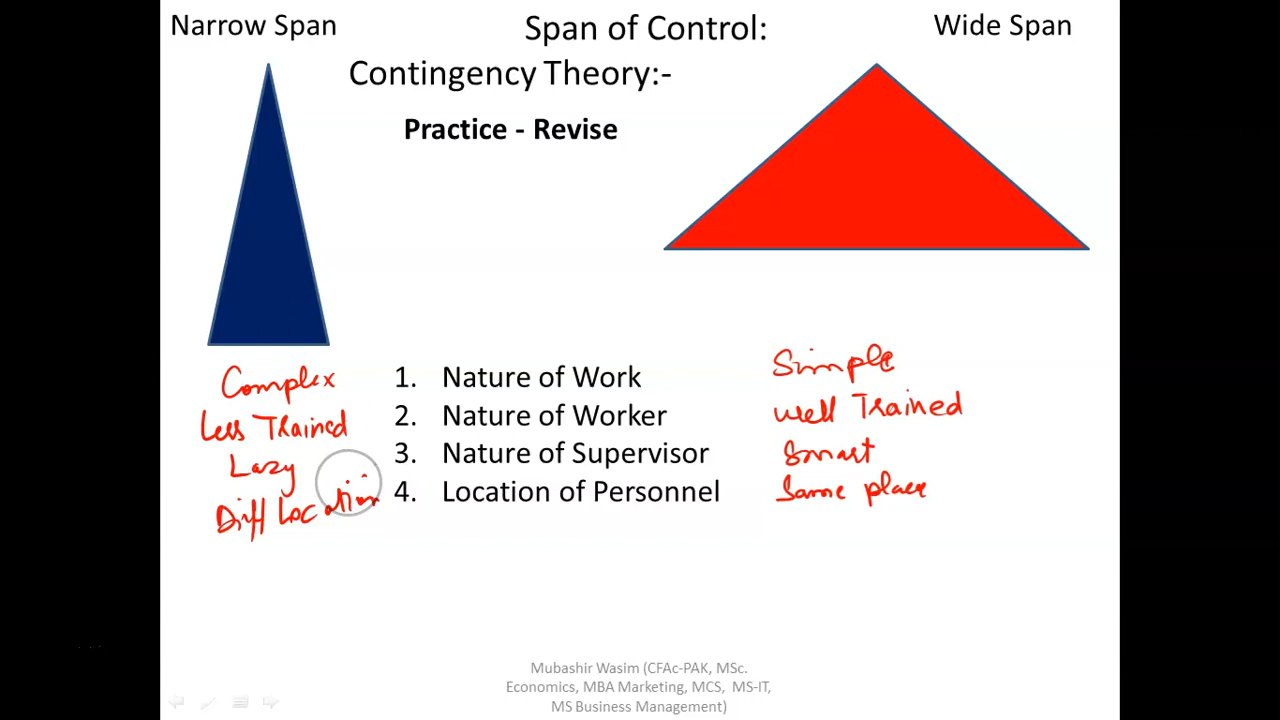 Narrow Span
Span of Control:
Wide Span
Contingency Theory:-
Practice - Revise
Complex
1. Nature of Work
Simple
Less Trained
2. Nature of Worker
Well Trained
Lazy
3. Nature of Supervisor
Smart
Diff Location
4. Location of Personnel
Same place
Mubashir Wasim (CFAc-PAK, MSc.
Economics, MBA Marketing, MCS, MS-IT,
MS Business Management)